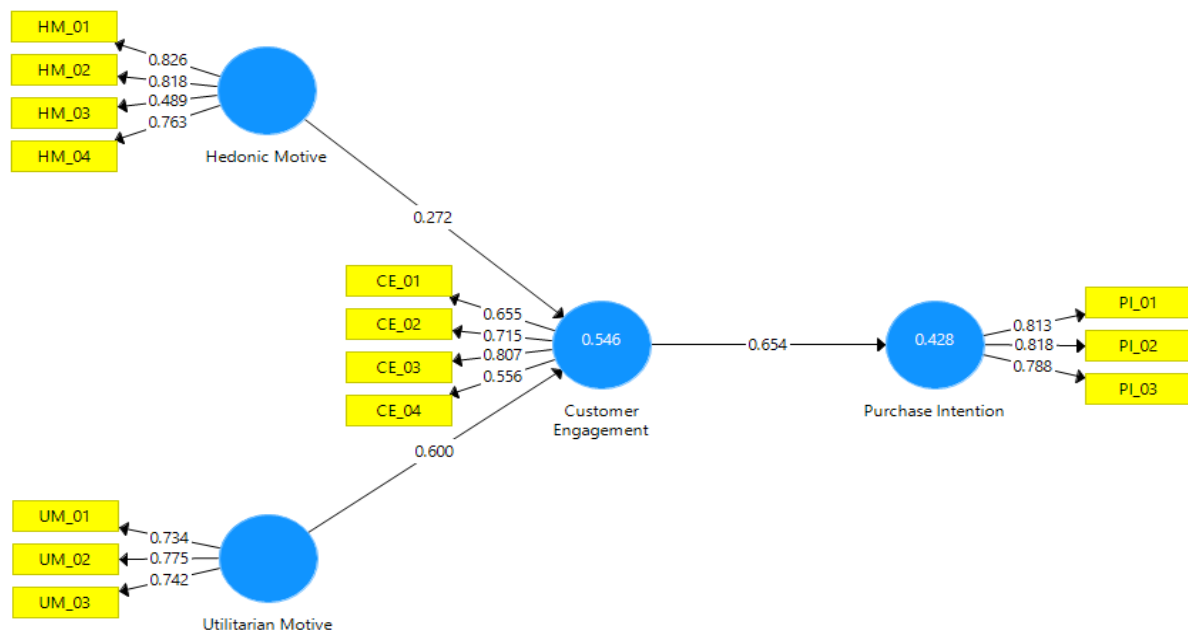 HM_01
0.826
HM_02
0.818
HM_03
0.489
HM_04
0.763
Hedonic Motive
0.272
CE_01
0.655
CE_02
0.715
CE_03
0.807
CE_04
0.556
0.546
Customer
Engagement
0.654
0.428
Purchase Intention
PI_01
0.813
PI_02
0.818
PI_03
0.788
0.600
UM_01
0.734
UM_02
0.775
UM_03
0.742
Utilitarian Motive